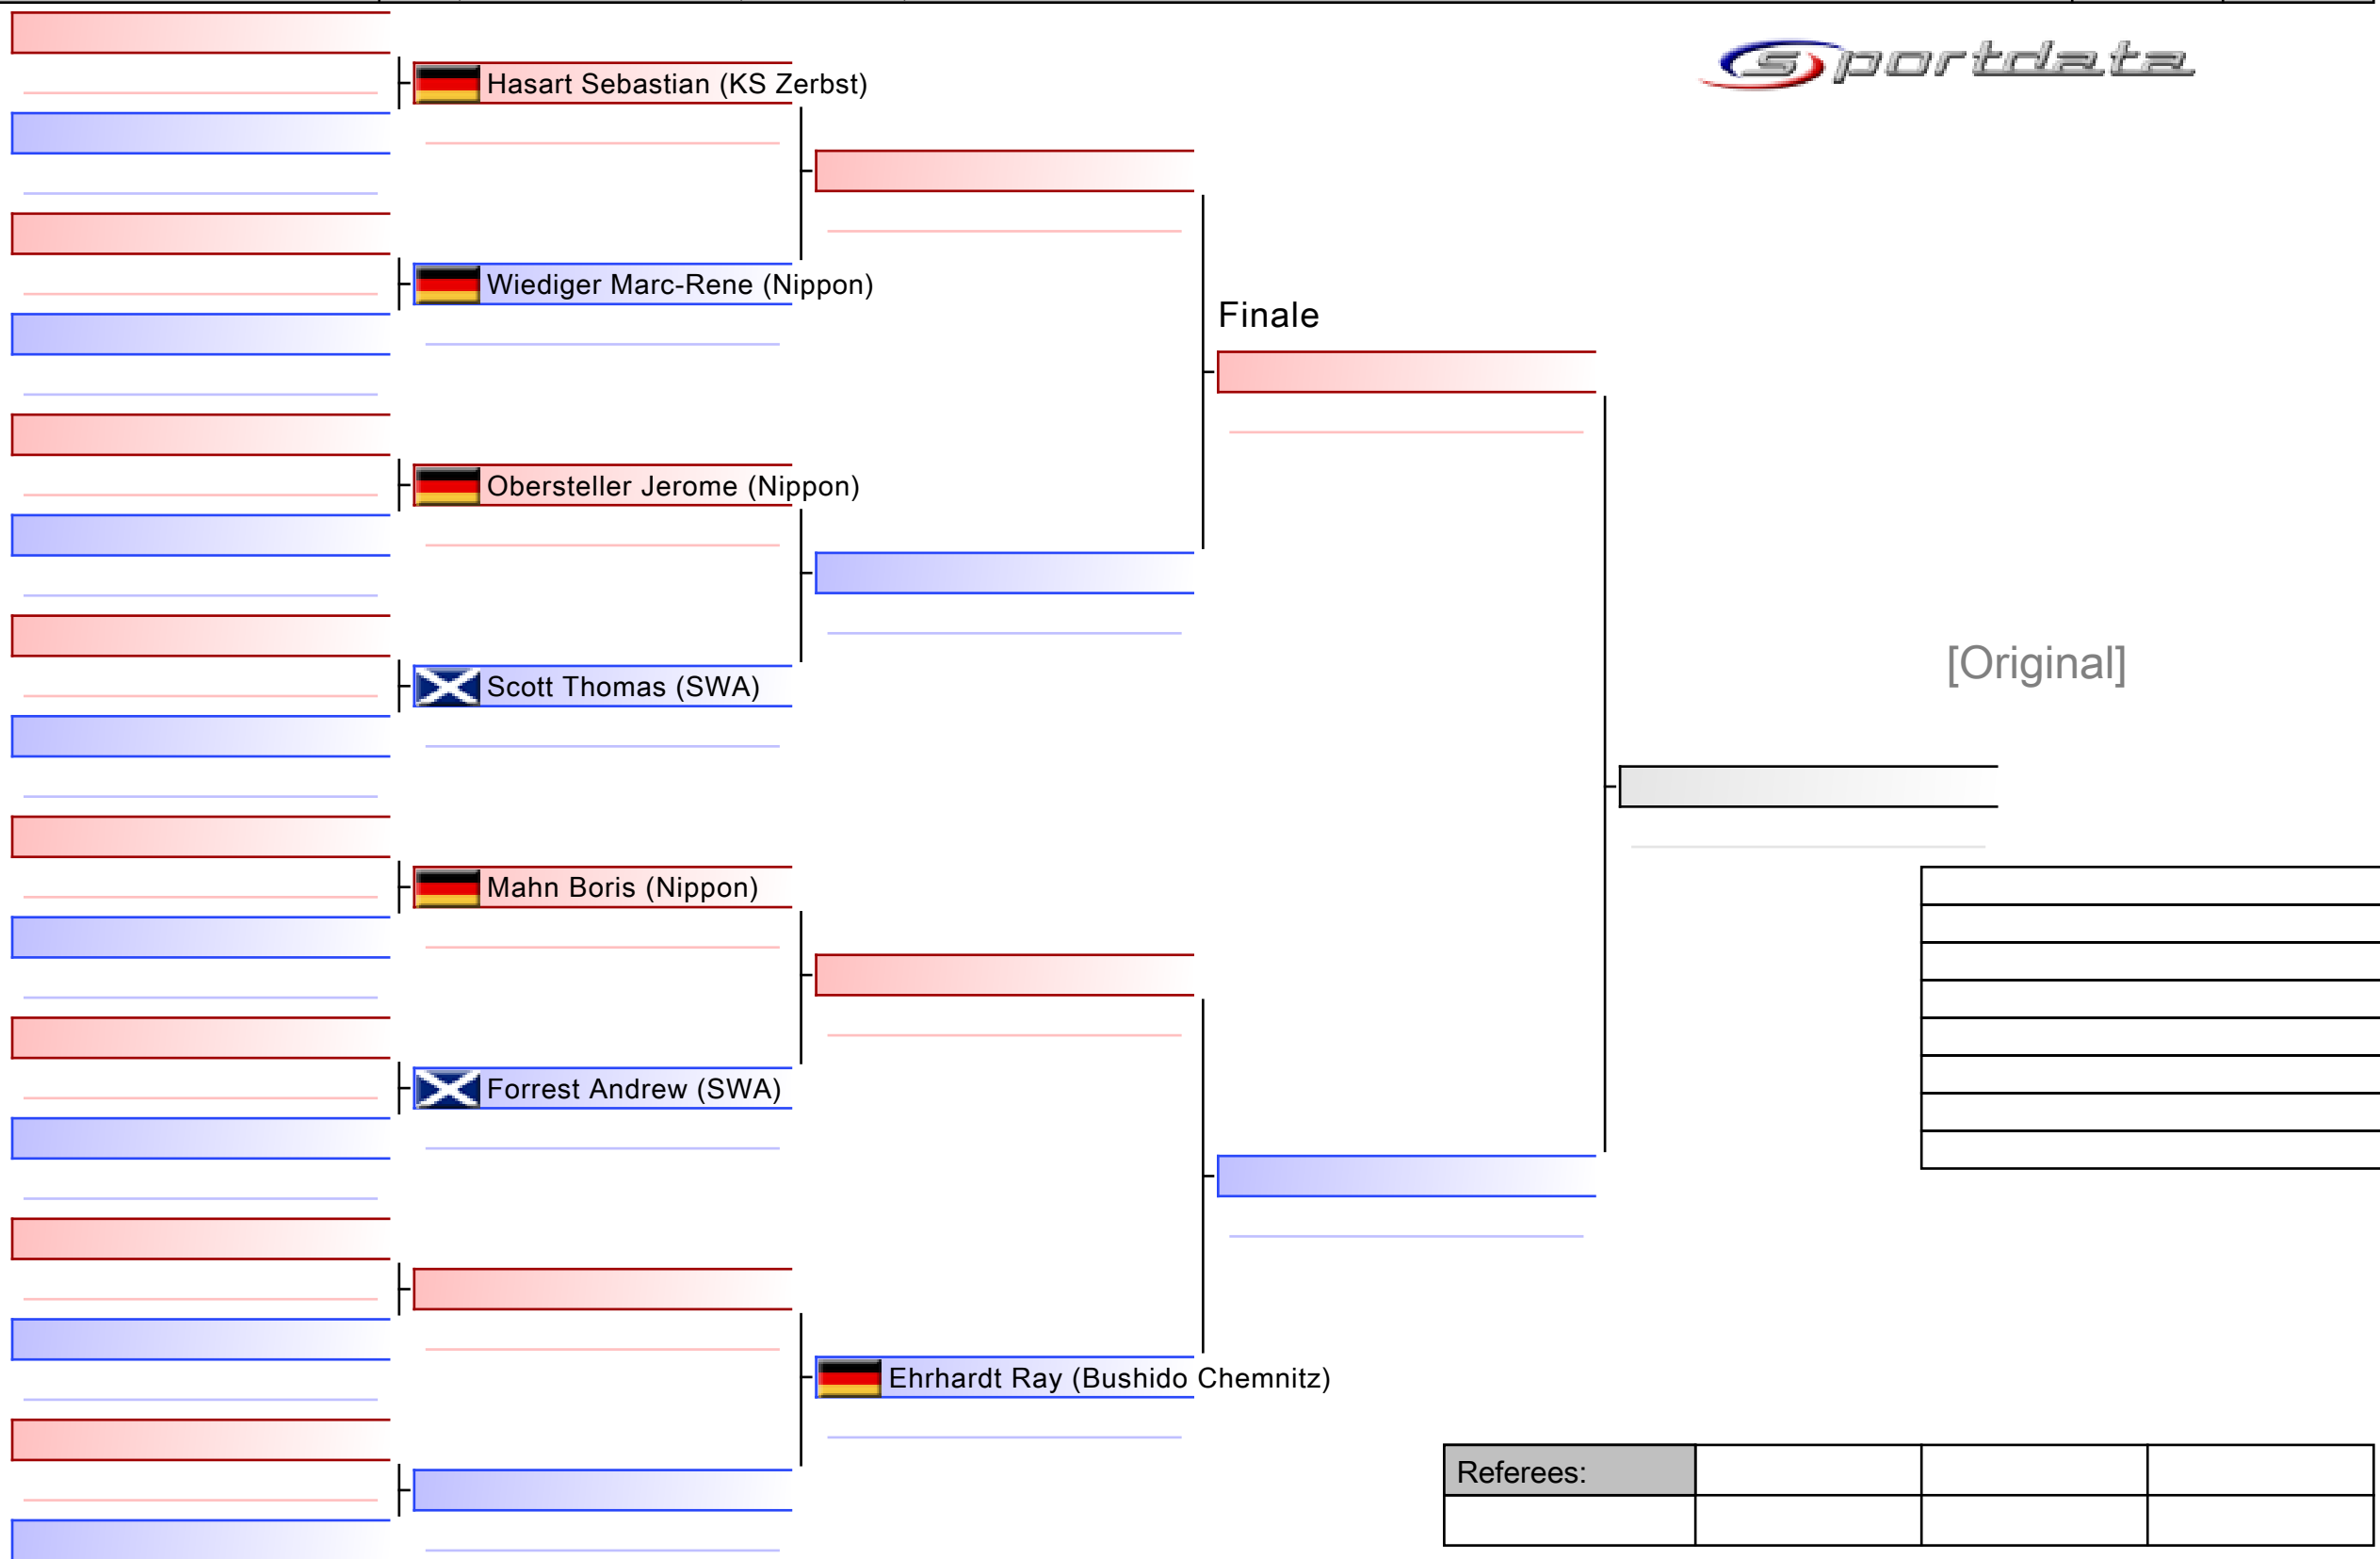 sportdata
Hasart Sebastian (KS Zerbst)
Wiediger Marc-Rene (Nippon)
Finale
Obersteller Jerome (Nippon)
[Original]
Scott Thomas (SWA)
Mahn Boris (Nippon)
Forrest Andrew (SWA)
Ehrhardt Ray (Bushido Chemnitz)
Referees: